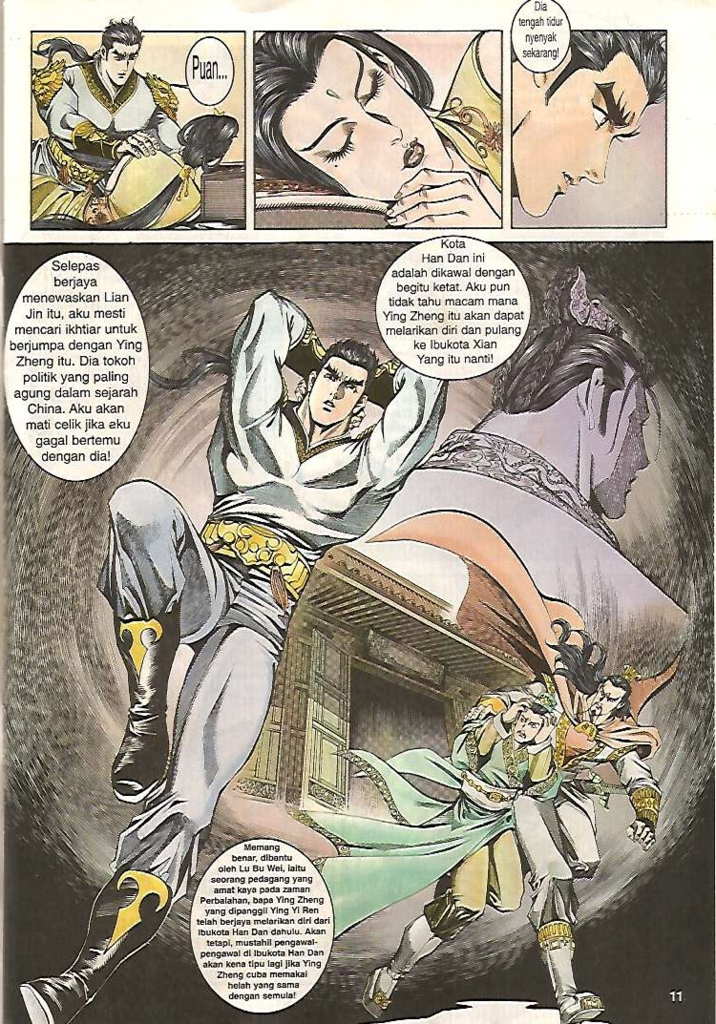 Puan...
Dia
tengah tidur
nyenyak
sekarang!
Selepas
berjaya
menewaskan Lian
Jin itu, aku mesti
mencari ikhtiar untuk
berjumpa dengan Ying
Zheng itu. Dia tokoh
politik yang paling
agung dalam sejarah
China. Aku akan
mati celik jika eku
gagal bertemu
dengan dia!
Kota
Han Dan ini
adalah dikawal dengan
begitu ketat. Aku pun
tidak tahu macam mana
Ying Zheng itu akan dapat
melarikan diri dan pulang
ke Ibukota Xian
Yang itu nanti!
Memang
benar, dibantu
oleh Lu Bu Wei, iaitu
seorang pedagang yang
amat kaya pada zaman
Perbalahan, bapa Ying Zheng
yang dipanggil Ying Yi Ren
telah berjaya melarikan diri dari
Ibukota Han Dan dahulu. Akan
tetapi, mustahil pengawal-
pengawal di Ibukota Han Dan
akan kena tipu lagi jika Ying
Zheng cuba memakai
helah yang sama
dengan semula!
11